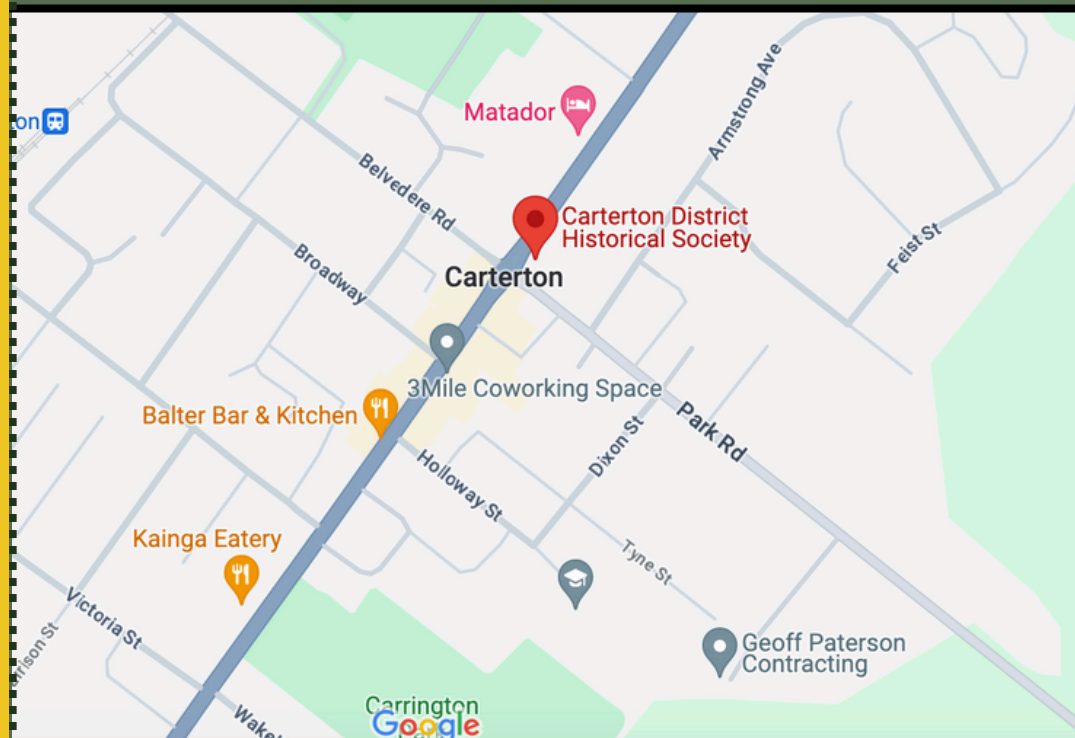 Matador
on
Armstrong Ave
Belvedere Rd
Carterton District
Historical Society
Feist St
Broadway
Carterton
3Mile Coworking Space
Balter Bar & Kitchen
Park Rd
Dixon St
Holloway St
Kainga Eatery
Tyne St
Victoria St
Geoff Paterson
Contracting
Carrington
Google